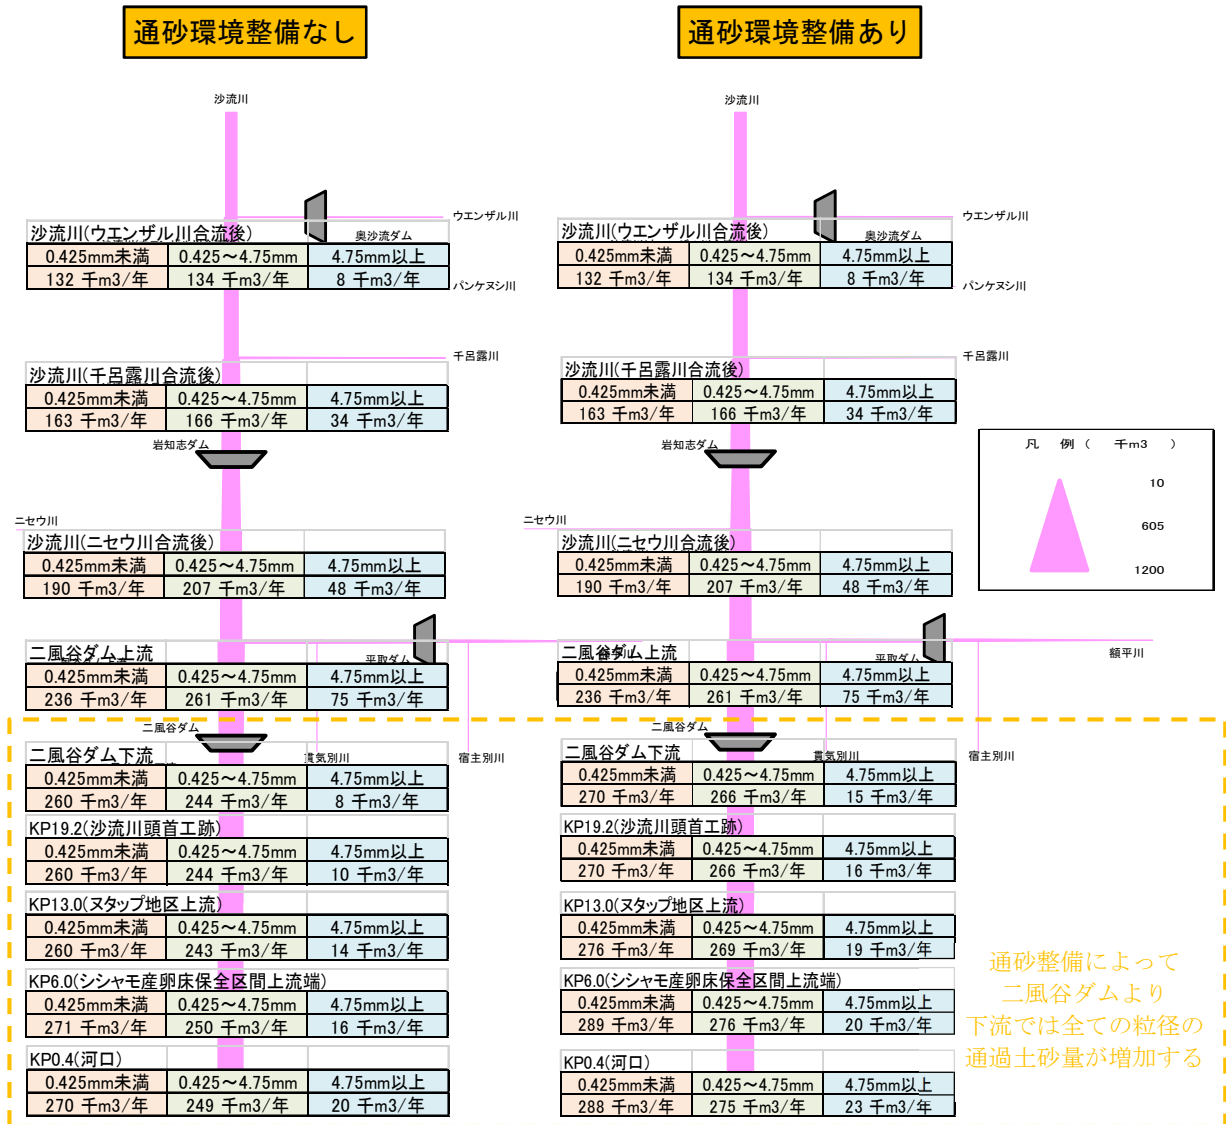 通砂環境整備なし
沙流川
ウエンザル川
沙流川(ウエンザル川合流後)
奥沙流ダム
0.425mm未満 0.425～4.75mm 4.75mm以上
132 千m3/年 134 千m3/年 8 千m3/年
パンケヌシ川
千呂露川
沙流川(千呂露川合流後)
0.425mm未満 0.425～4.75mm 4.75mm以上
163 千m3/年 166 千m3/年 34 千m3/年
岩知志ダム
ニセウ川
沙流川(ニセウ川合流後)
0.425mm未満 0.425～4.75mm 4.75mm以上
190 千m3/年 207 千m3/年 48 千m3/年
二風谷ダム上流
平取ダム
0.425mm未満 0.425～4.75mm 4.75mm以上
236 千m3/年 261 千m3/年 75 千m3/年
二風谷ダム
二風谷ダム下流
貫気別川
宿主別川
0.425mm未満 0.425～4.75mm 4.75mm以上
260 千m3/年 244 千m3/年 8 千m3/年
KP19.2(沙流川頭首工跡)
0.425mm未満 0.425～4.75mm 4.75mm以上
260 千m3/年 244 千m3/年 10 千m3/年
KP13.0(ヌタップ地区上流)
0.425mm未満 0.425～4.75mm 4.75mm以上
260 千m3/年 243 千m3/年 14 千m3/年
KP6.0(シシャモ産卵床保全区間上流端)
0.425mm未満 0.425～4.75mm 4.75mm以上
271 千m3/年 250 千m3/年 16 千m3/年
KP0.4(河口)
0.425mm未満 0.425～4.75mm 4.75mm以上
270 千m3/年 249 千m3/年 20 千m3/年
通砂環境整備あり
沙流川
ウエンザル川
沙流川(ウエンザル川合流後)
奥沙流ダム
0.425mm未満 0.425～4.75mm 4.75mm以上
132 千m3/年 134 千m3/年 8 千m3/年
パンケヌシ川
千呂露川
沙流川(千呂露川合流後)
0.425mm未満 0.425～4.75mm 4.75mm以上
163 千m3/年 166 千m3/年 34 千m3/年
岩知志ダム
ニセウ川
沙流川(ニセウ川合流後)
0.425mm未満 0.425～4.75mm 4.75mm以上
190 千m3/年 207 千m3/年 48 千m3/年
二風谷ダム上流
平取ダム
額平川
0.425mm未満 0.425～4.75mm 4.75mm以上
236 千m3/年 261 千m3/年 75 千m3/年
二風谷ダム
二風谷ダム下流
貫気別川
宿主別川
0.425mm未満 0.425～4.75mm 4.75mm以上
270 千m3/年 266 千m3/年 15 千m3/年
KP19.2(沙流川頭首工跡)
0.425mm未満 0.425～4.75mm 4.75mm以上
270 千m3/年 266 千m3/年 16 千m3/年
KP13.0(ヌタップ地区上流)
0.425mm未満 0.425～4.75mm 4.75mm以上
276 千m3/年 269 千m3/年 19 千m3/年
KP6.0(シシャモ産卵床保全区間上流端)
0.425mm未満 0.425～4.75mm 4.75mm以上
289 千m3/年 276 千m3/年 20 千m3/年
KP0.4(河口)
0.425mm未満 0.425～4.75mm 4.75mm以上
288 千m3/年 275 千m3/年 23 千m3/年
凡 例 ( 千m3 )
10
605
1200
通砂整備によって
二風谷ダムより
下流では全ての粒径の
通過土砂量が増加する